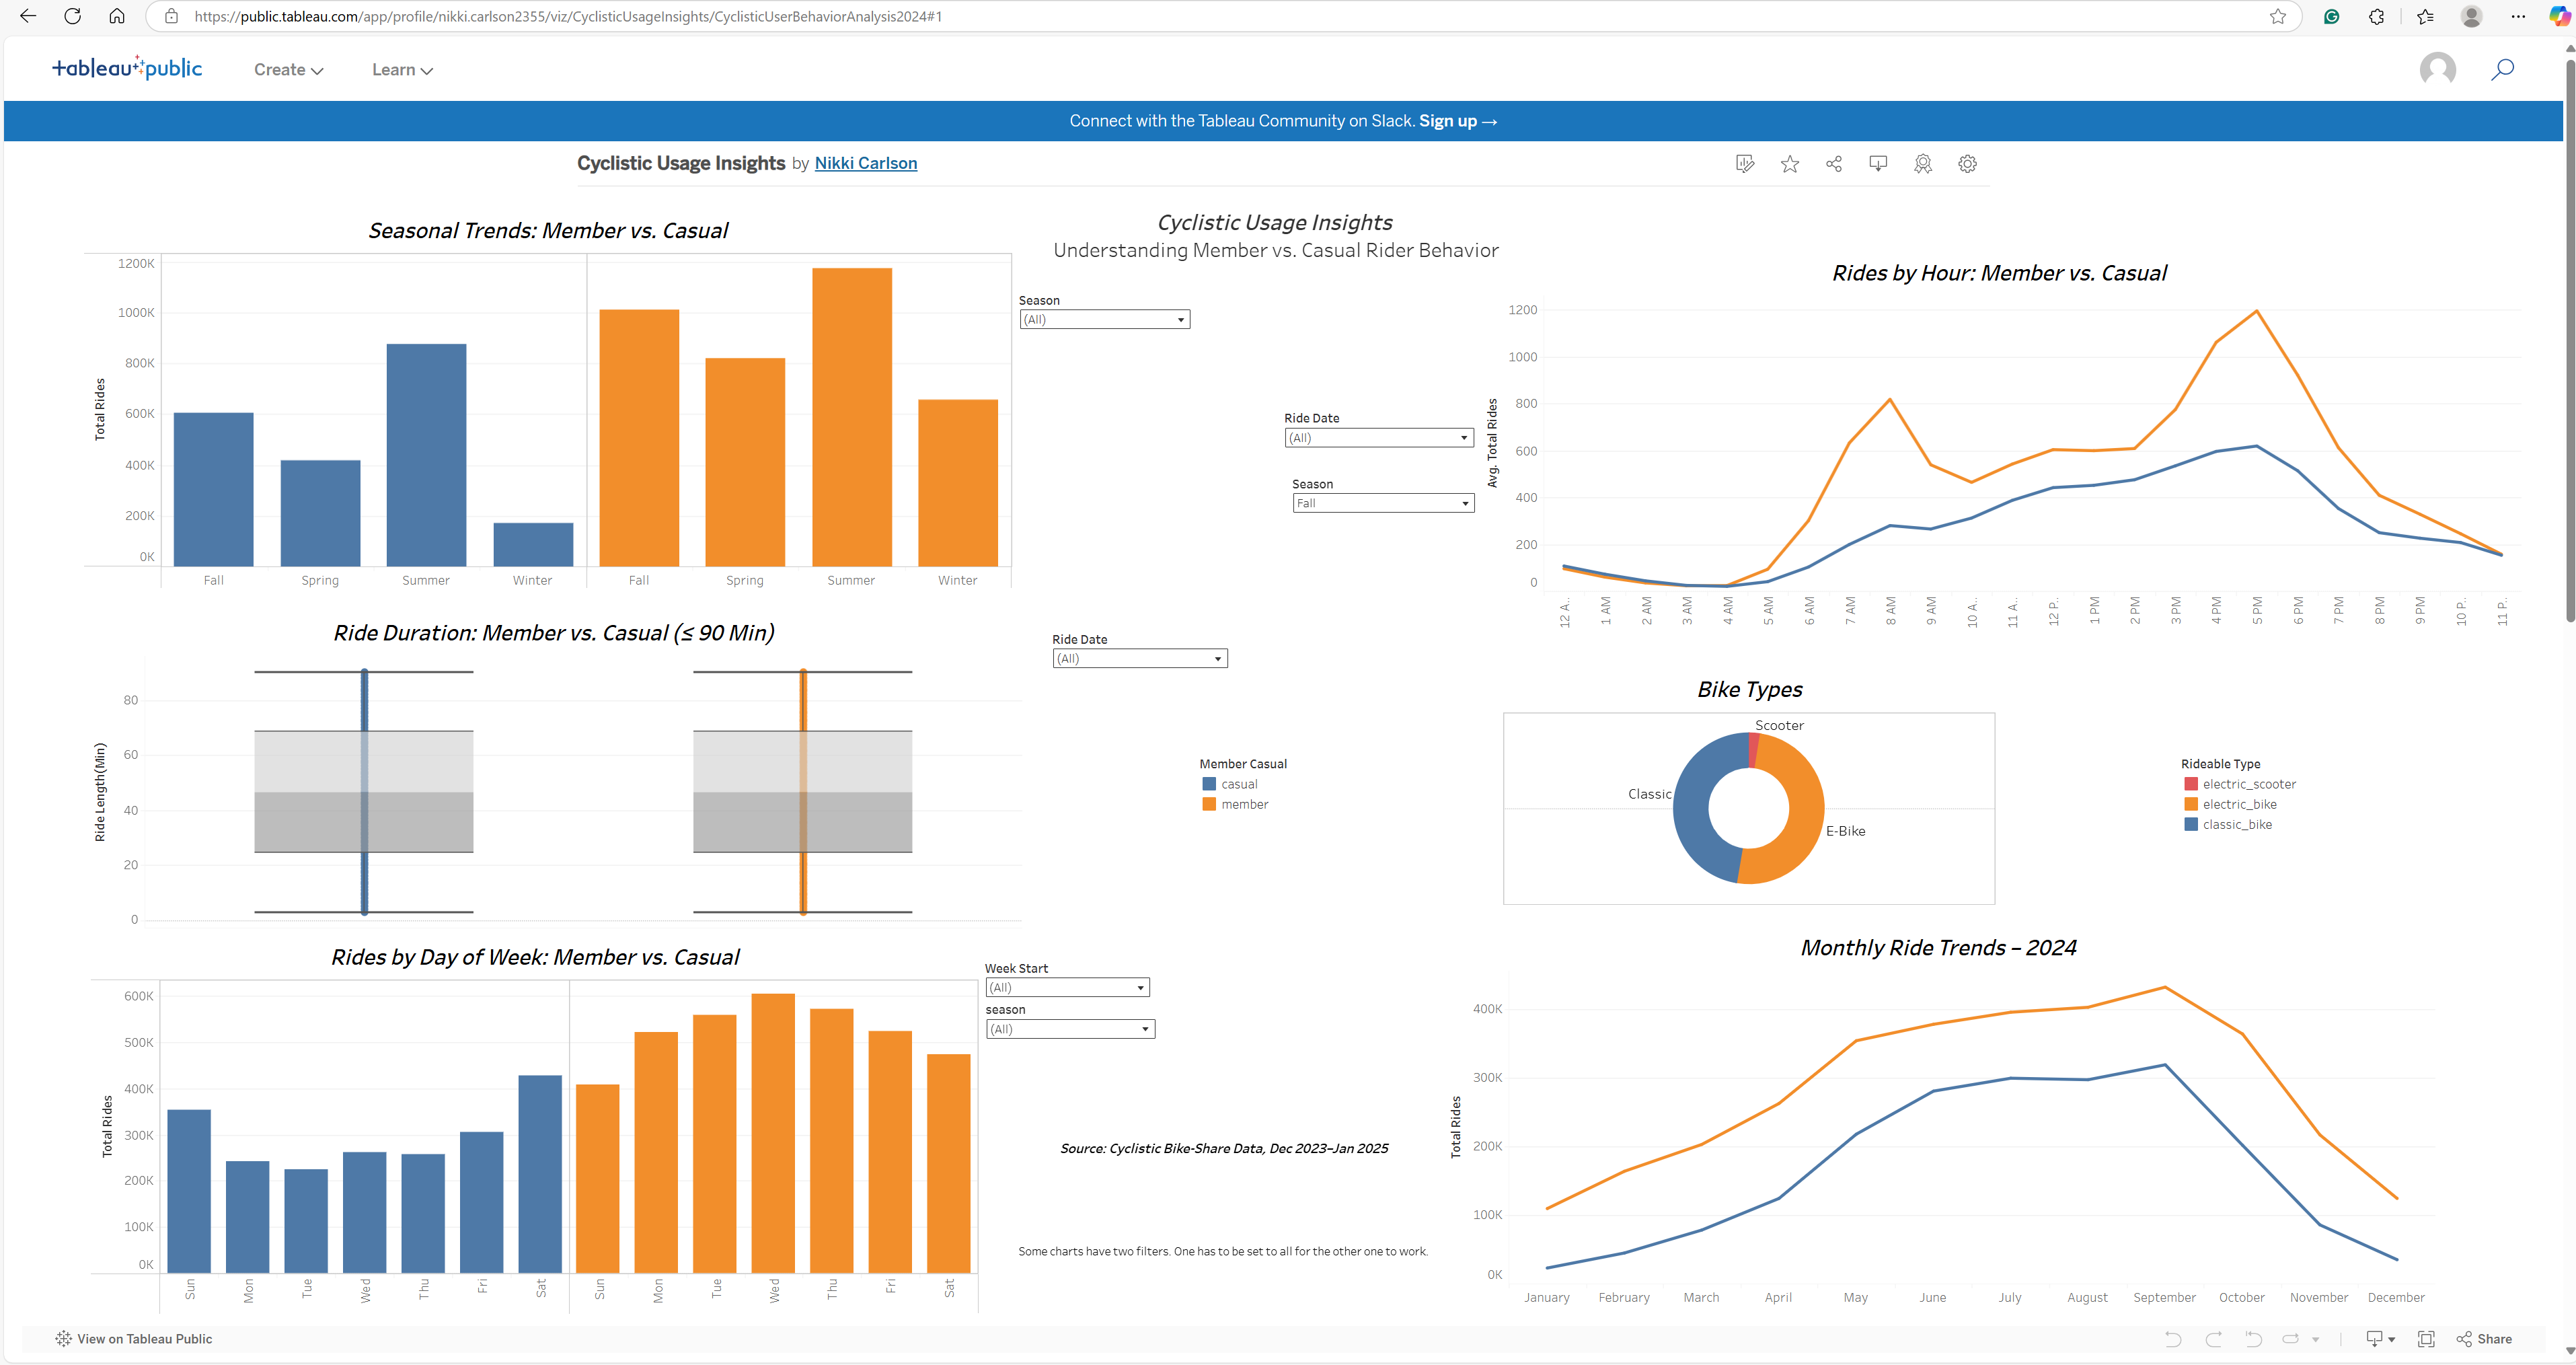 https://public.tableau.com/app/profile/nikki.carlson2355/viz/CyclisticUsageInsights/CyclisticUserBehaviorAnalysis2024#1
tableau public
Create
Learn
Connect with the Tableau Community on Slack. Sign up →
Cyclistic Usage Insights by Nikki Carlson
Seasonal Trends: Member vs. Casual
Total Rides
1200K
1000K
800K
600K
400K
200K
0K
Fall Spring Summer Winter Fall Spring Summer Winter
Cyclistic Usage Insights
Understanding Member vs. Casual Rider Behavior
Season
(All)
Ride Date
(All)
Season
Fall
Rides by Hour: Member vs. Casual
Avg. Total Rides
1200
1000
800
600
400
200
0
12 A.. 1 AM 2 AM 3 AM 4 AM 5 AM 6 AM 7 AM 8 AM 9 AM 10 A.. 11 A.. 12 P.. 1 PM 2 PM 3 PM 4 PM 5 PM 6 PM 7 PM 8 PM 9 PM 10 P.. 11 P..
Ride Duration: Member vs. Casual (≤ 90 Min)
Ride Length(Min)
80
60
40
20
0
Ride Date
(All)
Member Casual
casual
member
Bike Types
Scooter
Classic
E-Bike
Rideable Type
electric_scooter
electric_bike
classic_bike
Rides by Day of Week: Member vs. Casual
Total Rides
600K
500K
400K
300K
200K
100K
0K
Sun Mon Tue Wed Thu Fri Sat Sun Mon Tue Wed Thu Fri Sat
Week Start
(All)
season
(All)
Source: Cyclistic Bike-Share Data, Dec 2023–Jan 2025
Some charts have two filters. One has to be set to all for the other one to work.
Monthly Ride Trends – 2024
Total Rides
400K
300K
200K
100K
0K
January February March April May June July August September October November December
View on Tableau Public
Share